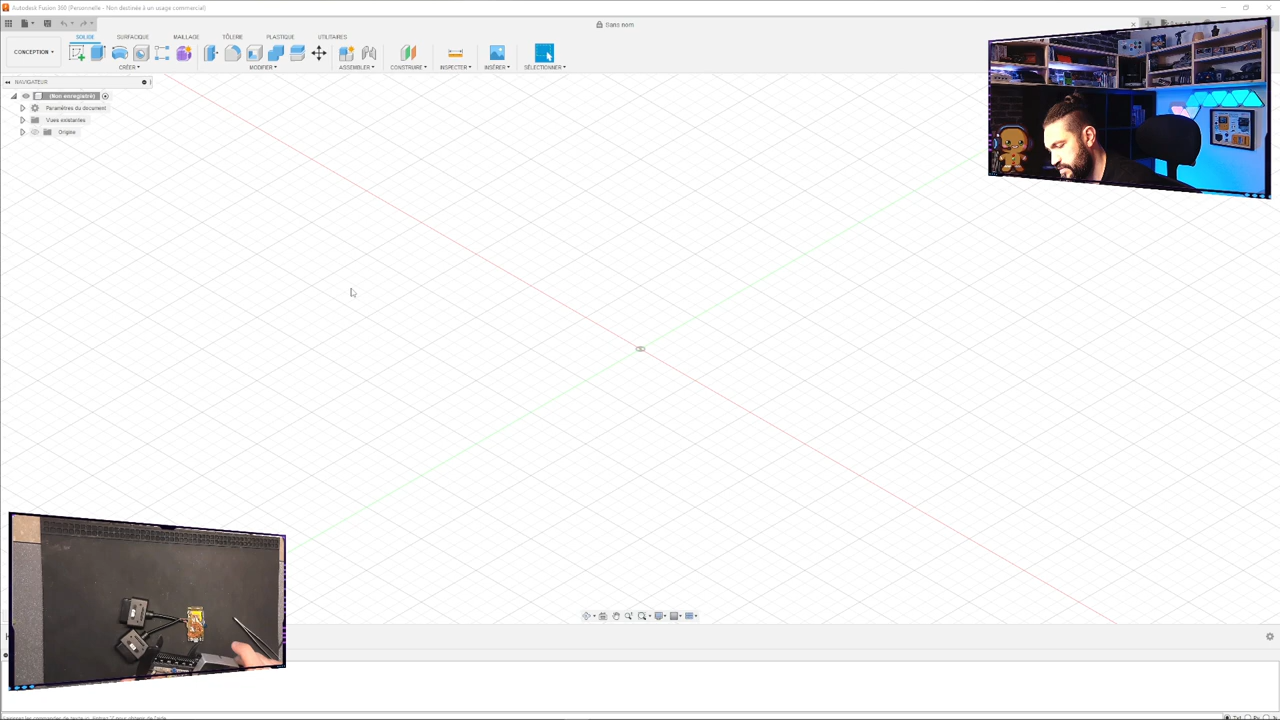 Autodesk Fusion 360 (Personnelle - Non destinée à un usage commercial)
Sans nom
SOLIDE SURFACIQUE MAILLAGE TÔLERIE PLASTIQUE UTILITAIRES
CONCEPTION
CRÉER MODIFIER ASSEMBLER CONSTRUIRE INSPECTER INSÉRER SÉLECTIONNER
NAVIGATEUR
(Non enregistré)
Paramètres du document
Vues existantes
Origine
Txt